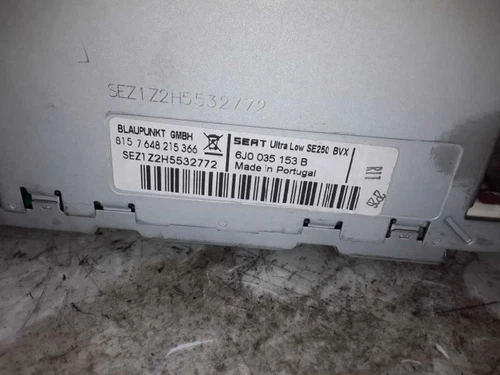 SEZ1Z2H5532772
BLAUPUNKT GMBH
815 7 648 215 366
SEZ1Z2H5532772
SEAT Ultra Low SE250 BVX
6J0 035 153 B
Made in Portugal